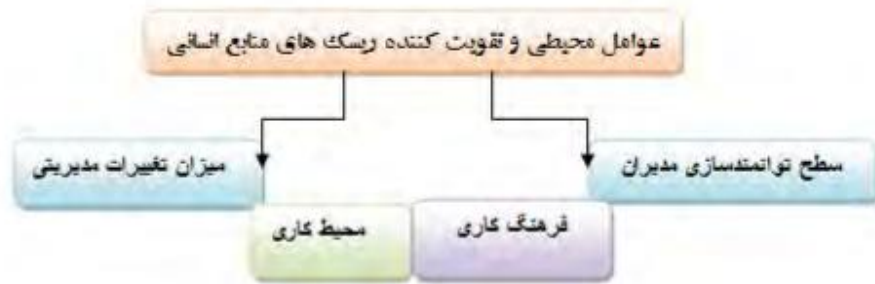 عوامل محیطی و تقویت کننده ریسک های منابع انسانی
سطح توانمندسازی مدیران
میزان تغییرات مدیریتی
فرهنگ کاری
محیط کاری